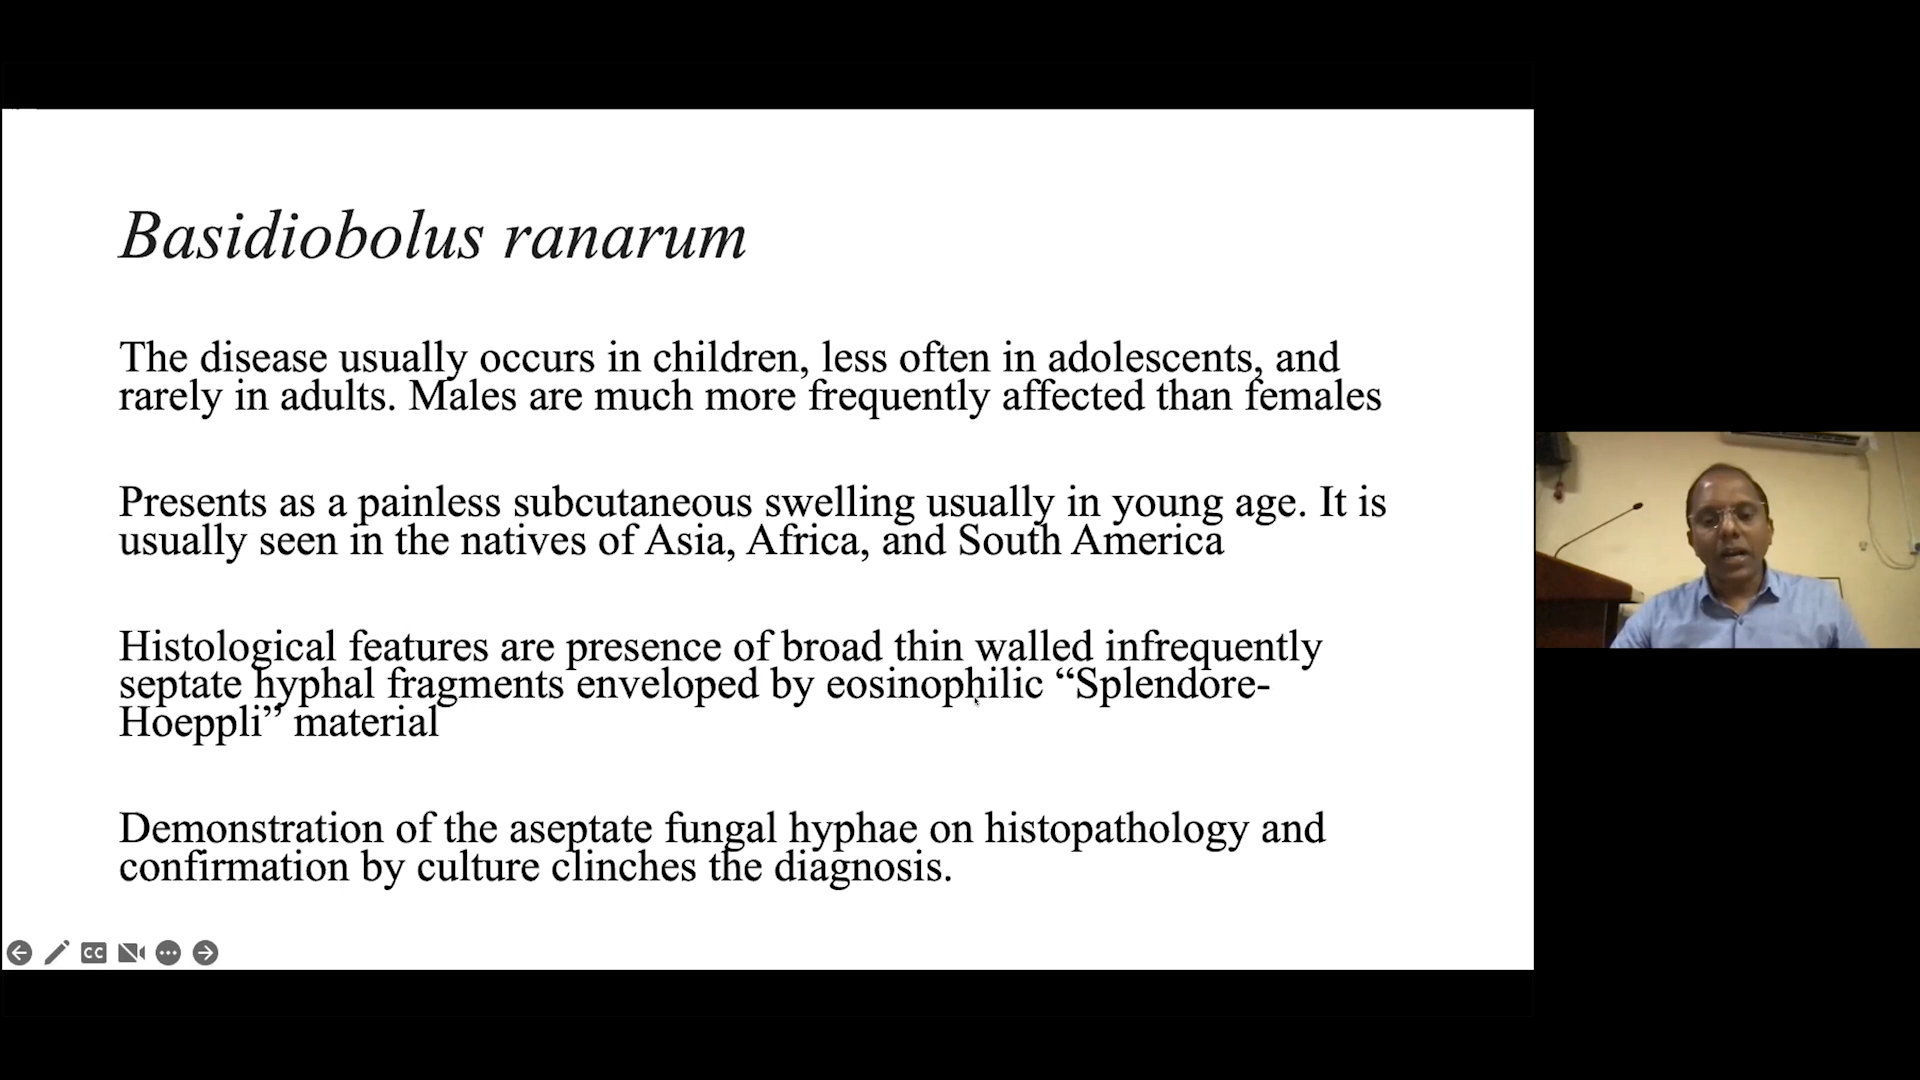 Basidiobolus ranarum
The disease usually occurs in children, less often in adolescents, and
rarely in adults. Males are much more frequently affected than females
Presents as a painless subcutaneous swelling usually in young age. It is
usually seen in the natives of Asia, Africa, and South America
Histological features are presence of broad thin walled infrequently
septate hyphal fragments enveloped by eosinophilic “Splendore-
Hoeppli” material
Demonstration of the aseptate fungal hyphae on histopathology and
confirmation by culture clinches the diagnosis.
CC